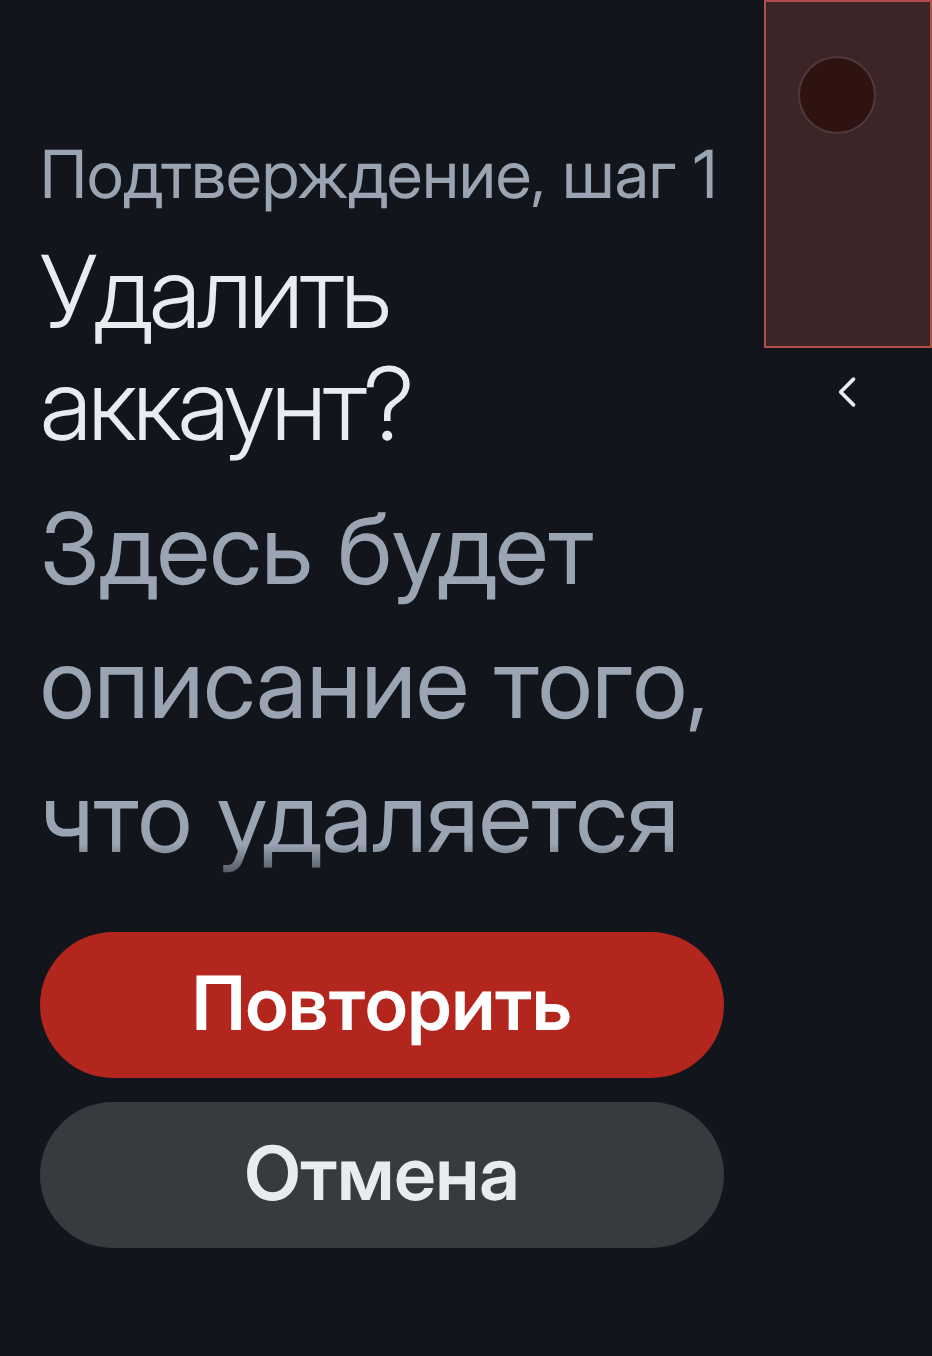 Подтверждение, шаг 1
Удалить
аккаунт?
Здесь будет
описание того,
что удаляется
Повторить
Отмена